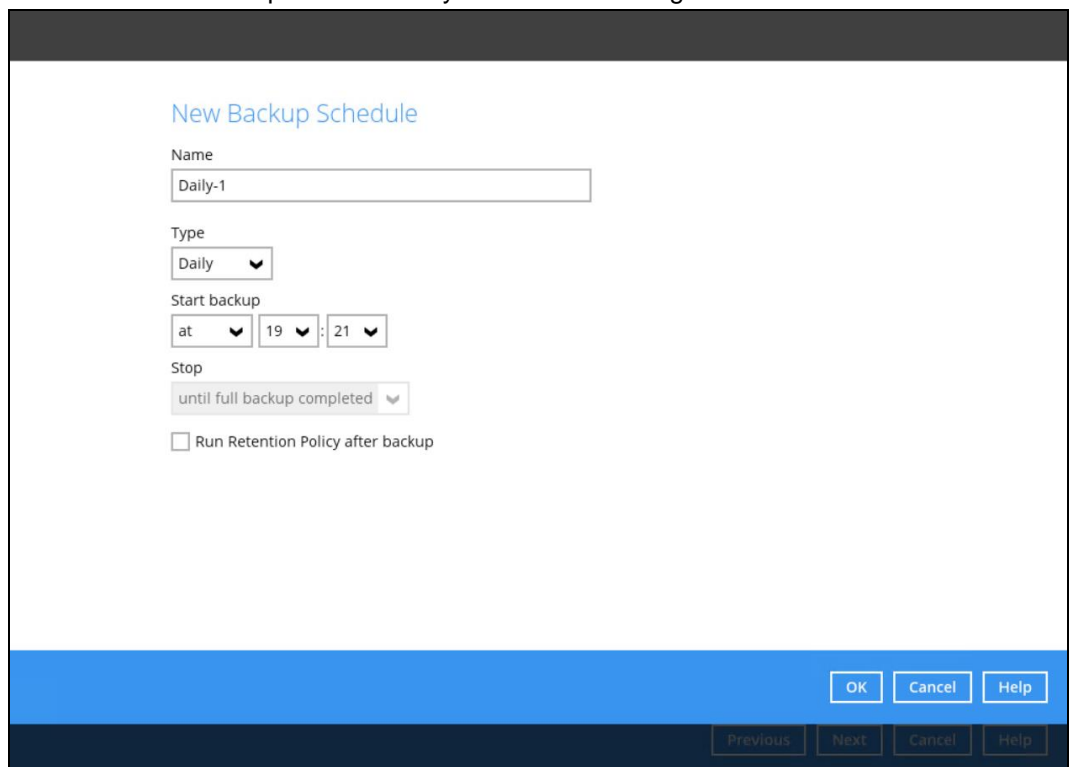 New Backup Schedule
Name
Daily-1
Type
Daily
Start backup
at 19 : 21
Stop
until full backup completed
Run Retention Policy after backup
OK Cancel Help
Previous Next Cancel Help